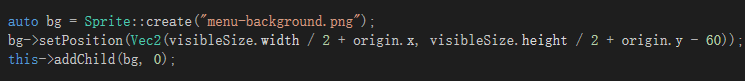 auto bg = Sprite::create("menu-background.png");
bg->setPosition(Vec2(visibleSize.width / 2 + origin.x, visibleSize.height / 2 + origin.y - 60));
this->addChild(bg, 0);